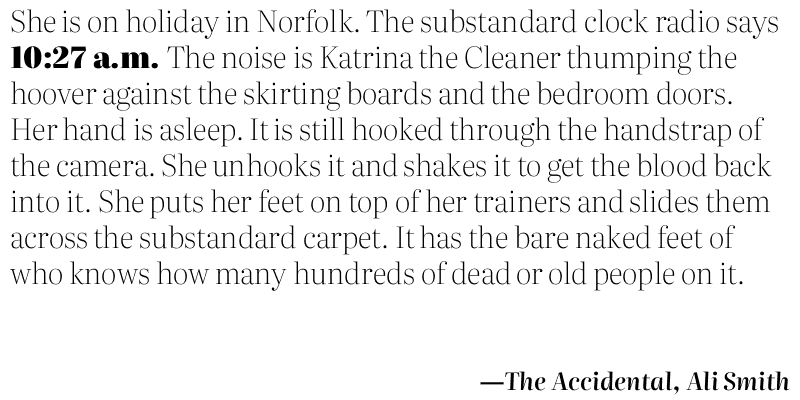 She is on holiday in Norfolk. The substandard clock radio says
10:27 a.m. The noise is Katrina the Cleaner thumping the
hoover against the skirting boards and the bedroom doors.
Her hand is asleep. It is still hooked through the handstrap of
the camera. She unhooks it and shakes it to get the blood back
into it. She puts her feet on top of her trainers and slides them
across the substandard carpet. It has the bare naked feet of
who knows how many hundreds of dead or old people on it.
—The Accidental, Ali Smith